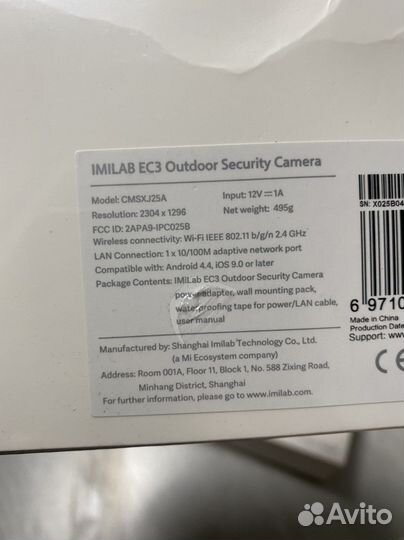 IMILAB EC3 Outdoor Security Camera
Model: CMSXJ25A Input: 12V⎓1A
Resolution: 2304 x 1296 Net weight: 495g
FCC ID: 2APA9-IPC025B
Wireless connectivity: Wi-Fi IEEE 802.11 b/g/n 2.4 GHz
LAN Connection: 1 x 10/100M adaptive network port
Compatible with: Android 4.4, iOS 9.0 or later
Package Contents: IMiLab EC3 Outdoor Security Camera
power adapter, wall mounting pack,
waterproofing tape for power/LAN cable,
user manual
Manufactured by: Shanghai Imilab Technology Co., Ltd.
(a Mi Ecosystem company)
Address: Room 001A, Floor 11, Block 1, No. 588 Zixing Road,
Minhang District, Shanghai
For further information, please go to www.imilab.com
SN: X025B04
6 9710
Made in China
Production Date
Support: www
CE
Avito